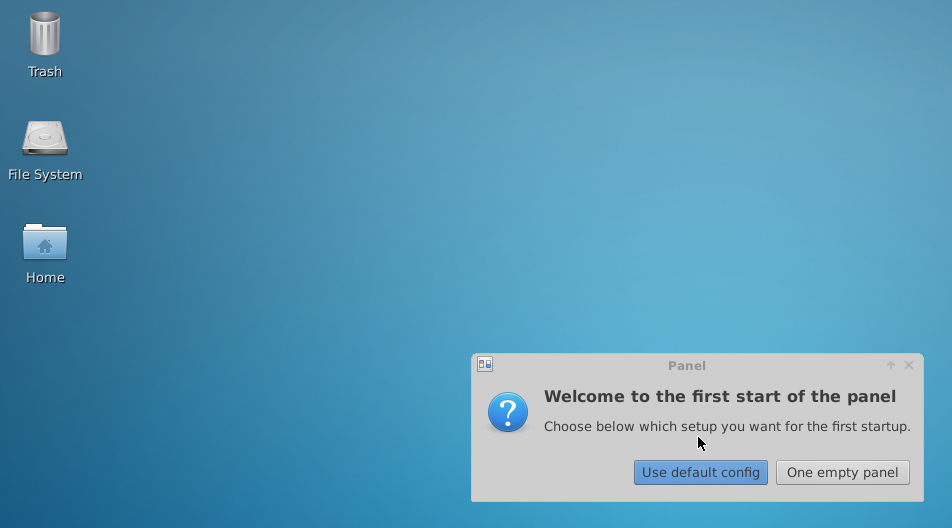 Trash
File System
Home
Panel
Welcome to the first start of the panel
Choose below which setup you want for the first startup.
Use default config
One empty panel